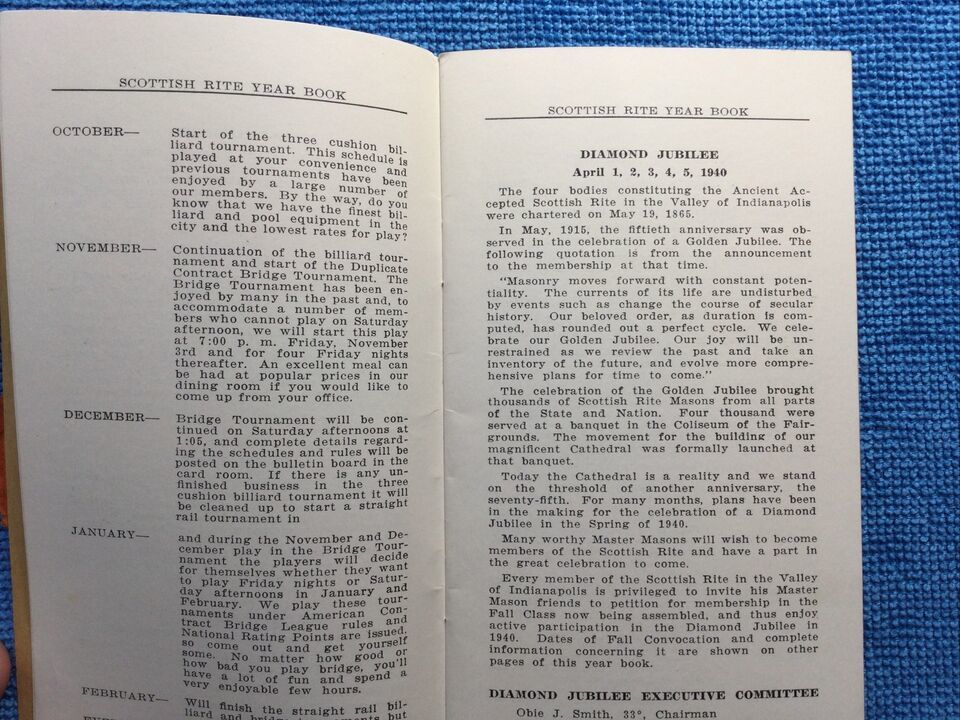 SCOTTISH RITE YEAR BOOK
OCTOBER— Start of the three cushion bil-
liard tournament. This schedule is
played at your convenience and
previous tournaments have been
enjoyed by a large number of
our members. By the way, do you
know that we have the finest bil-
liard and pool equipment in the
city and the lowest rates for play?
NOVEMBER— Continuation of the billiard tour-
nament and start of the Duplicate
Contract Bridge Tournament. The
Bridge Tournament has been en-
joyed by many in the past and, to
accommodate a number of mem-
bers who cannot play on Saturday
afternoon, we will start this play
at 7:00 p. m. Friday, November
3rd and for four Friday nights
thereafter. An excellent meal can
be had at popular prices in our
dining room if you would like to
come up from your office.
DECEMBER— Bridge Tournament will be con-
tinued on Saturday afternoons at
1:05, and complete details regard-
ing the schedules and rules will be
posted on the bulletin board in the
card room. If there is any un-
finished business in the three
cushion billiard tournament it will
be cleaned up to start a straight
rail tournament in
JANUARY— and during the November and De-
cember play in the Bridge Tour-
nament the players will decide
for themselves whether they want
to play Friday nights or Satur-
day afternoons in January and
February. We play these tour-
naments under American Con-
tract Bridge League rules and
National Rating Points are issued,
so come out and get yourself
some. No matter how good or
how bad you play bridge, you'll
have a lot of fun and spend a
very enjoyable few hours.
FEBRUARY— Will finish the straight rail bil-
liard and bridge tournaments but
SCOTTISH RITE YEAR BOOK
DIAMOND JUBILEE
April 1, 2, 3, 4, 5, 1940
The four bodies constituting the Ancient Ac-
cepted Scottish Rite in the Valley of Indianapolis
were chartered on May 19, 1865.
In May, 1915, the fiftieth anniversary was ob-
served in the celebration of a Golden Jubilee. The
following quotation is from the announcement
to the membership at that time.
"Masonry moves forward with constant poten-
tiality. The currents of its life are undisturbed
by events such as change the course of secular
history. Our beloved order, as duration is com-
puted, has rounded out a perfect cycle. We cele-
brate our Golden Jubilee. Our joy will be un-
restrained as we review the past and take an
inventory of the future, and evolve more compre-
hensive plans for time to come."
The celebration of the Golden Jubilee brought
thousands of Scottish Rite Masons from all parts
of the State and Nation. Four thousand were
served at a banquet in the Coliseum of the Fair-
grounds. The movement for the building of our
magnificent Cathedral was formally launched at
that banquet.
Today the Cathedral is a reality and we stand
on the threshold of another anniversary, the
seventy-fifth. For many months, plans have been
in the making for the celebration of a Diamond
Jubilee in the Spring of 1940.
Many worthy Master Masons will wish to become
members of the Scottish Rite and have a part in
the great celebration to come.
Every member of the Scottish Rite in the Valley
of Indianapolis is privileged to invite his Master
Mason friends to petition for membership in the
Fall Class now being assembled, and thus enjoy
active participation in the Diamond Jubilee in
1940. Dates of Fall Convocation and complete
information concerning it are shown on other
pages of this year book.
DIAMOND JUBILEE EXECUTIVE COMMITTEE
Obie J. Smith, 33°, Chairman